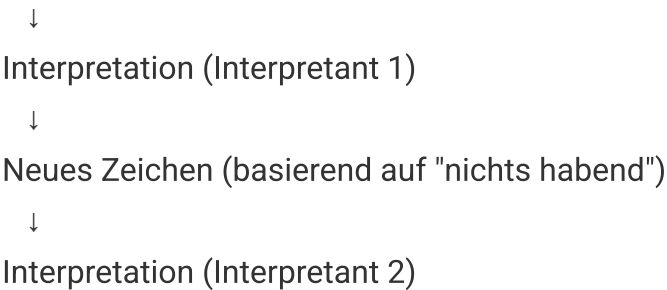 ↓
Interpretation (Interpretant 1)
↓
Neues Zeichen (basierend auf "nichts habend")
↓
Interpretation (Interpretant 2)